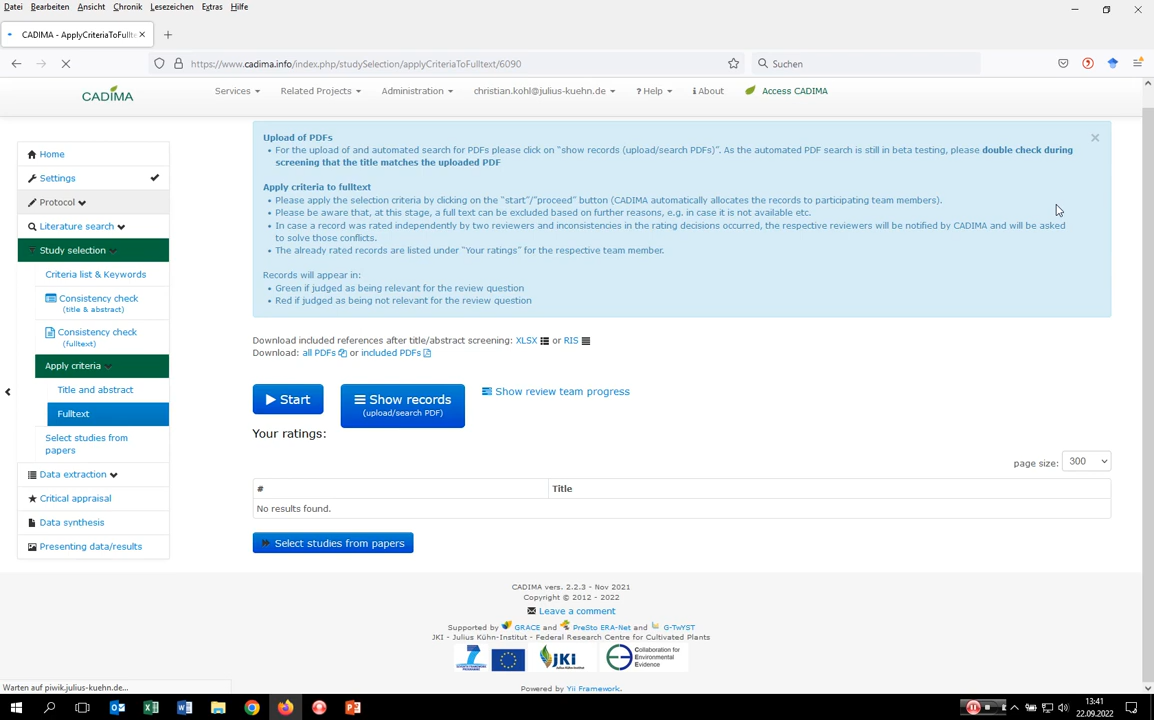 Datei Bearbeiten Ansicht Chronik Lesezeichen Extras Hilfe
CADIMA - ApplyCriteriaToFullte
https://www.cadima.info/index.php/studySelection/applyCriteriaToFulltext/6090
Suchen
CADIMA
Services Related Projects Administration christian.kohl@julius-kuehn.de ? Help About Access CADIMA
Home
Settings
Protocol
Literature search
Study selection
Criteria list & Keywords
Consistency check
(title & abstract)
Consistency check
(fulltext)
Apply criteria
Title and abstract
Fulltext
Select studies from
papers
Data extraction
Critical appraisal
Data synthesis
Presenting data/results
Upload of PDFs
• For the upload of and automated search for PDFs please click on "show records (upload/search PDFs)". As the automated PDF search is still in beta testing, please double check during
screening that the title matches the uploaded PDF
Apply criteria to fulltext
• Please apply the selection criteria by clicking on the "start"/"proceed" button (CADIMA automatically allocates the records to participating team members).
• Please be aware that, at this stage, a full text can be excluded based on further reasons, e.g. in case it is not available etc.
• In case a record was rated independently by two reviewers and inconsistencies in the rating decisions occurred, the respective reviewers will be notified by CADIMA and will be asked
to solve those conflicts.
• The already rated records are listed under "Your ratings" for the respective team member.
Records will appear in:
• Green if judged as being relevant for the review question
• Red if judged as being not relevant for the review question
Download included references after title/abstract screening: XLSX or RIS
Download: all PDFs or included PDFs
Start
Show records
(upload/search PDF)
Show review team progress
Your ratings:
page size: 300
# Title
No results found.
Select studies from papers
CADIMA vers. 2.2.3 - Nov 2021
Copyright © 2012 - 2022
Leave a comment
Supported by GRACE and PreSto ERA-Net and G-TwYST
JKI - Julius Kühn-Institut - Federal Research Centre for Cultivated Plants
JKI
Collaboration for
Environmental
Evidence
Powered by Yii Framework.
Warten auf piwik.julius-kuehn.de...
13:41
22.09.2022